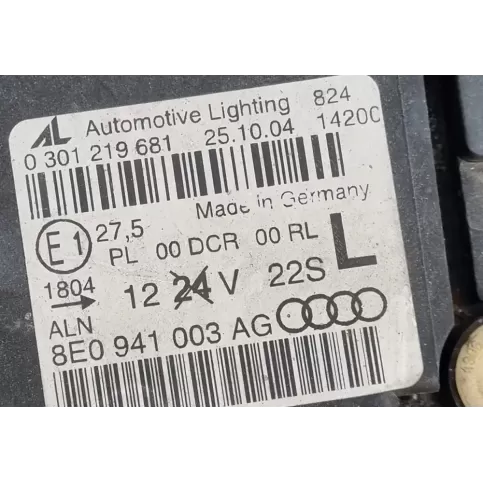 AL Automotive Lighting 824
0 301 219 681 25.10.04 1420C
Made in Germany
E1 27,5
PL 00 DCR 00 RL L
1804 12 24 V 22S
ALN
8E0 941 003 AG